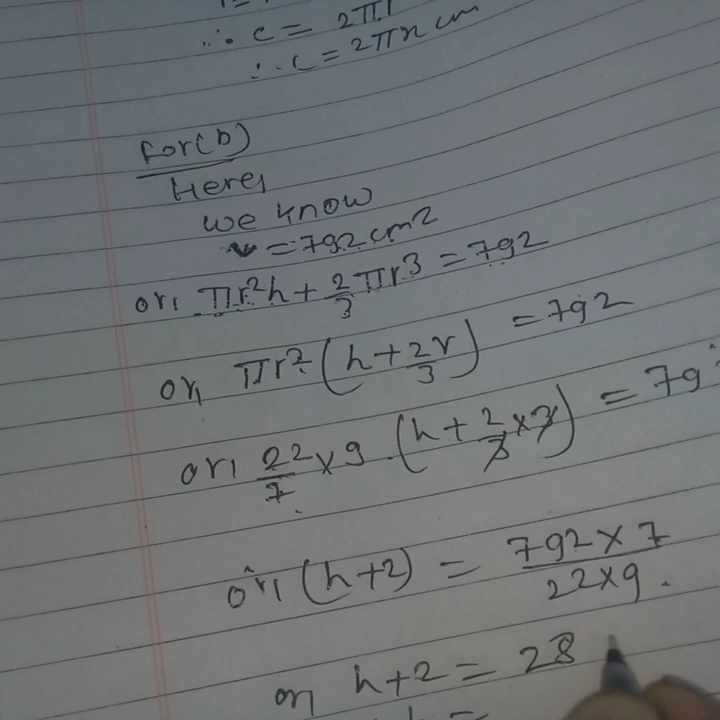 ∴ c = 2πr
∴ c = 2πr cm
For(b)
Here,
we know
v = 792 cm2
or, πr²h + 2/3 πr³ = 792
or, πr² (h + 2r/3) = 792
or, 22/7 × 9 (h + 2/3 × 3) = 79
or, (h+2) = 792 × 7 / 22×9.
or, h+2 = 28